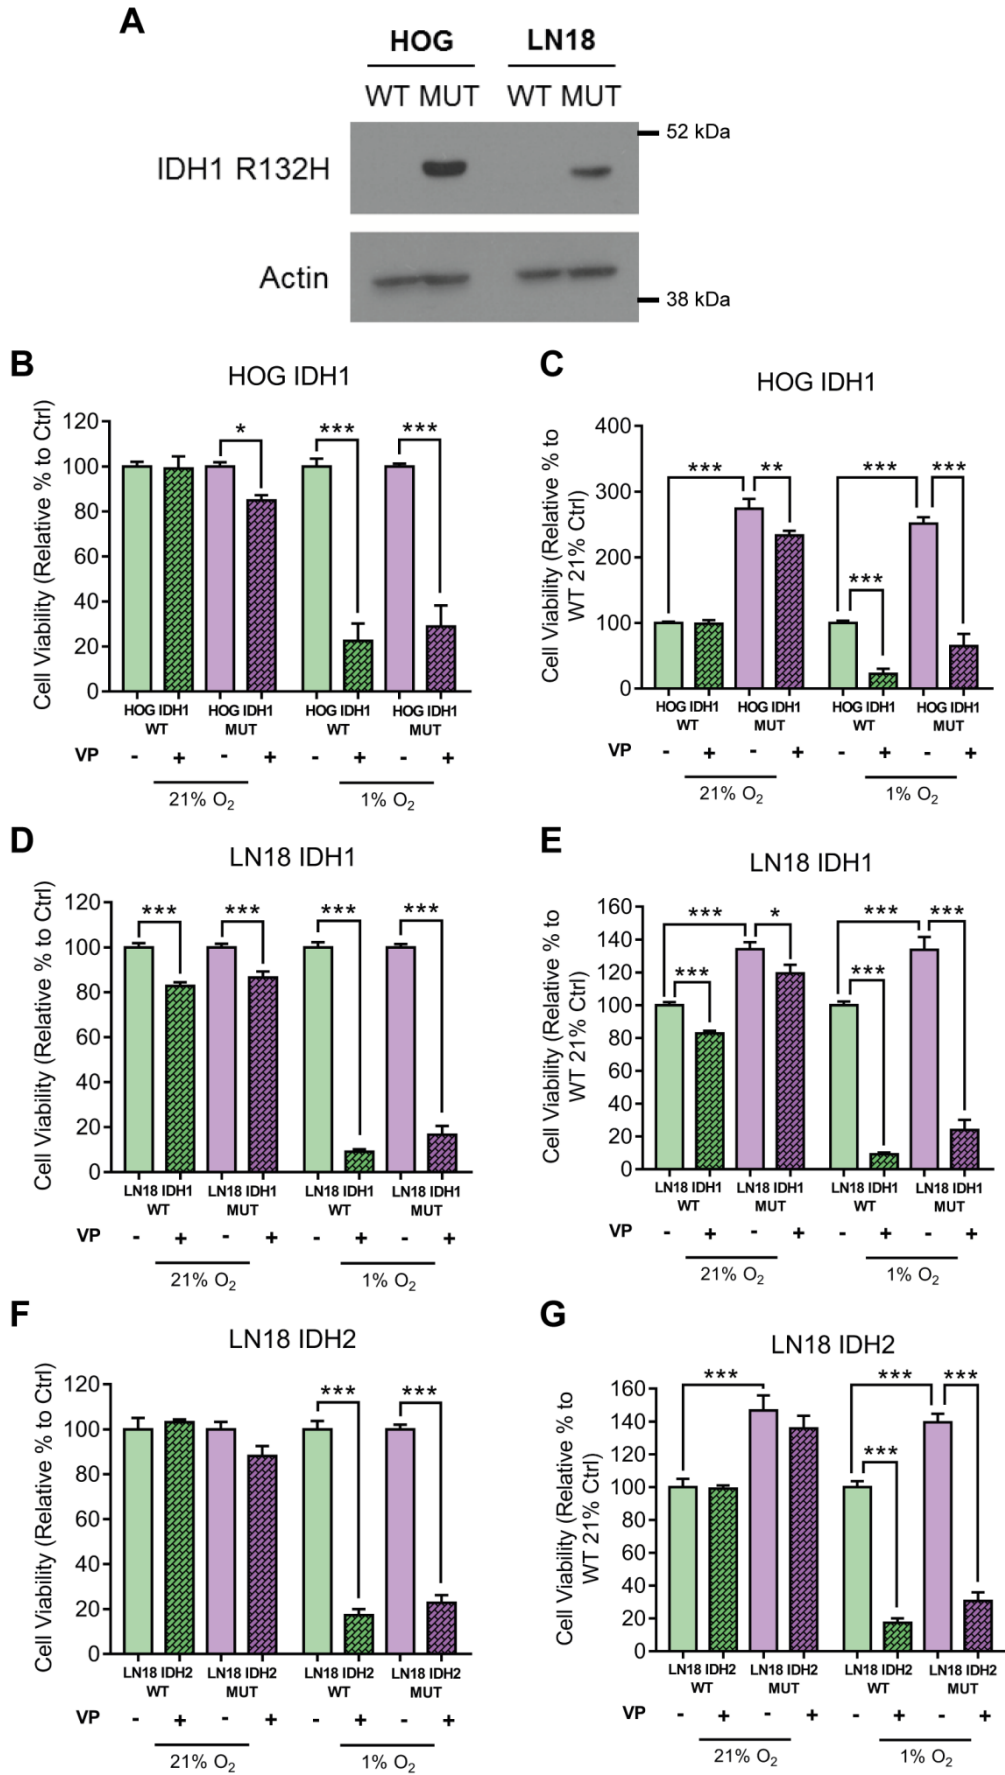 A
HOG LN18
WT MUT WT MUT
52 kDa
IDH1 R132H
Actin
38 kDa
B
HOG IDH1
Cell Viability (Relative % to Ctrl)
120
100
80
60
40
20
0
* *** ***
HOG IDH1 HOG IDH1 HOG IDH1 HOG IDH1
WT MUT WT MUT
VP - + - + - + - +
21% O2 1% O2
C
HOG IDH1
Cell Viability (Relative % to
WT 21% Ctrl)
400
300
200
100
0
*** ** *** ***
***
HOG IDH1 HOG IDH1 HOG IDH1 HOG IDH1
WT MUT WT MUT
- + - + - + - +
21% O2 1% O2
D
LN18 IDH1
Cell Viability (Relative % to Ctrl)
120
100
80
60
40
20
0
*** *** *** ***
LN18 IDH1 LN18 IDH1 LN18 IDH1 LN18 IDH1
WT MUT WT MUT
VP - + - + - + - +
21% O2 1% O2
E
LN18 IDH1
Cell Viability (Relative % to
WT 21% Ctrl)
160
140
120
100
80
60
40
20
0
*** * *** ***
*** ***
LN18 IDH1 LN18 IDH1 LN18 IDH1 LN18 IDH1
WT MUT WT MUT
VP - + - + - + - +
21% O2 1% O2
F
LN18 IDH2
Cell Viability (Relative % to Ctrl)
120
100
80
60
40
20
0
*** ***
LN18 IDH2 LN18 IDH2 LN18 IDH2 LN18 IDH2
WT MUT WT MUT
VP - + - + - + - +
21% O2 1% O2
G
LN18 IDH2
Cell Viability (Relative % to
WT 21% Ctrl)
160
140
120
100
80
60
40
20
0
*** *** ***
***
LN18 IDH2 LN18 IDH2 LN18 IDH2 LN18 IDH2
WT MUT WT MUT
VP - + - + - + - +
21% O2 1% O2